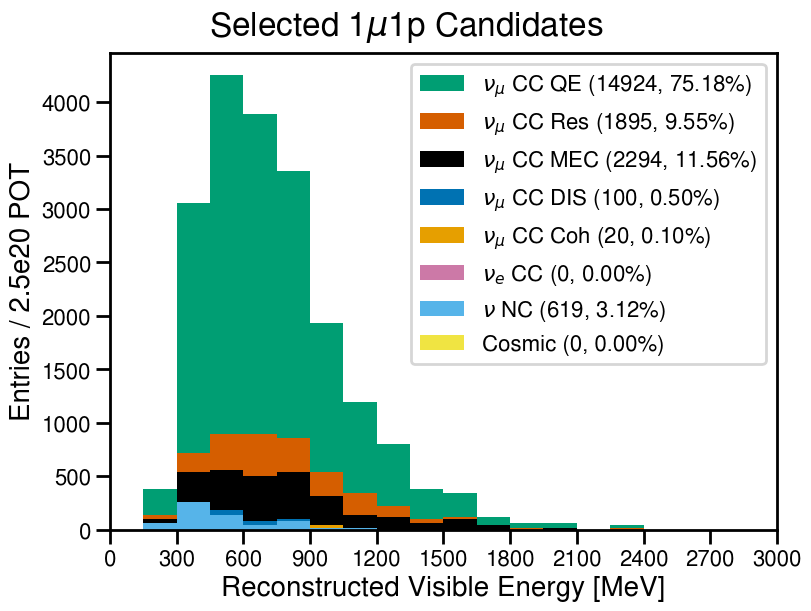 Selected 1μ1p Candidates
Entries / 2.5e20 POT
4000
3500
3000
2500
2000
1500
1000
500
0
ν_μ CC QE (14924, 75.18%)
ν_μ CC Res (1895, 9.55%)
ν_μ CC MEC (2294, 11.56%)
ν_μ CC DIS (100, 0.50%)
ν_μ CC Coh (20, 0.10%)
ν_e CC (0, 0.00%)
ν NC (619, 3.12%)
Cosmic (0, 0.00%)
0 300 600 900 1200 1500 1800 2100 2400 2700 3000
Reconstructed Visible Energy [MeV]